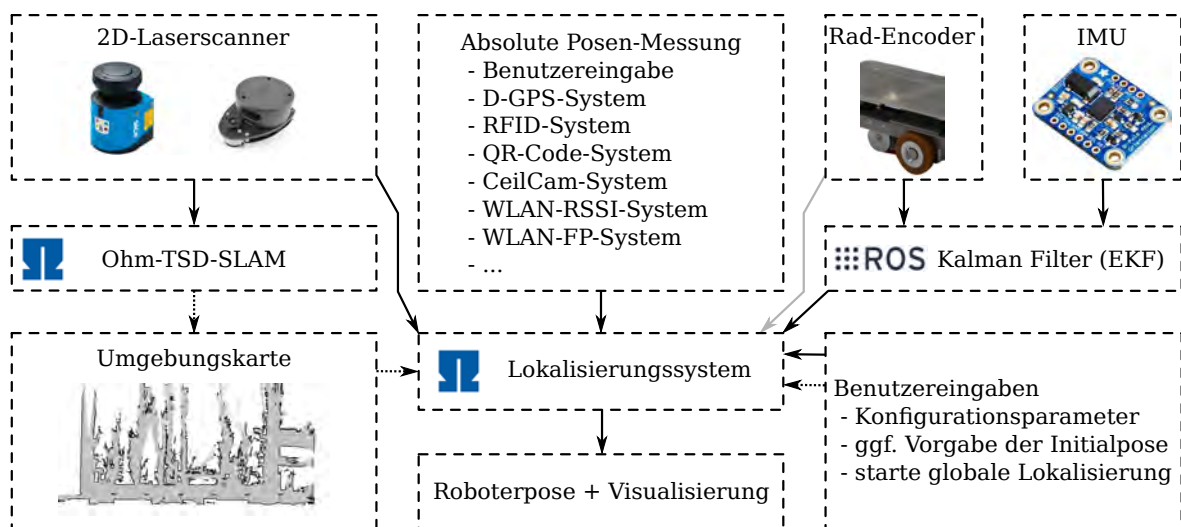 2D-Laserscanner
Absolute Posen-Messung
- Benutzereingabe
- D-GPS-System
- RFID-System
- QR-Code-System
- CeilCam-System
- WLAN-RSSI-System
- WLAN-FP-System
- ...
Rad-Encoder
IMU
Ohm-TSD-SLAM
ROS Kalman Filter (EKF)
Umgebungskarte
Lokalisierungssystem
Benutzereingaben
- Konfigurationsparameter
- ggf. Vorgabe der Initialpose
- starte globale Lokalisierung
Roboterpose + Visualisierung